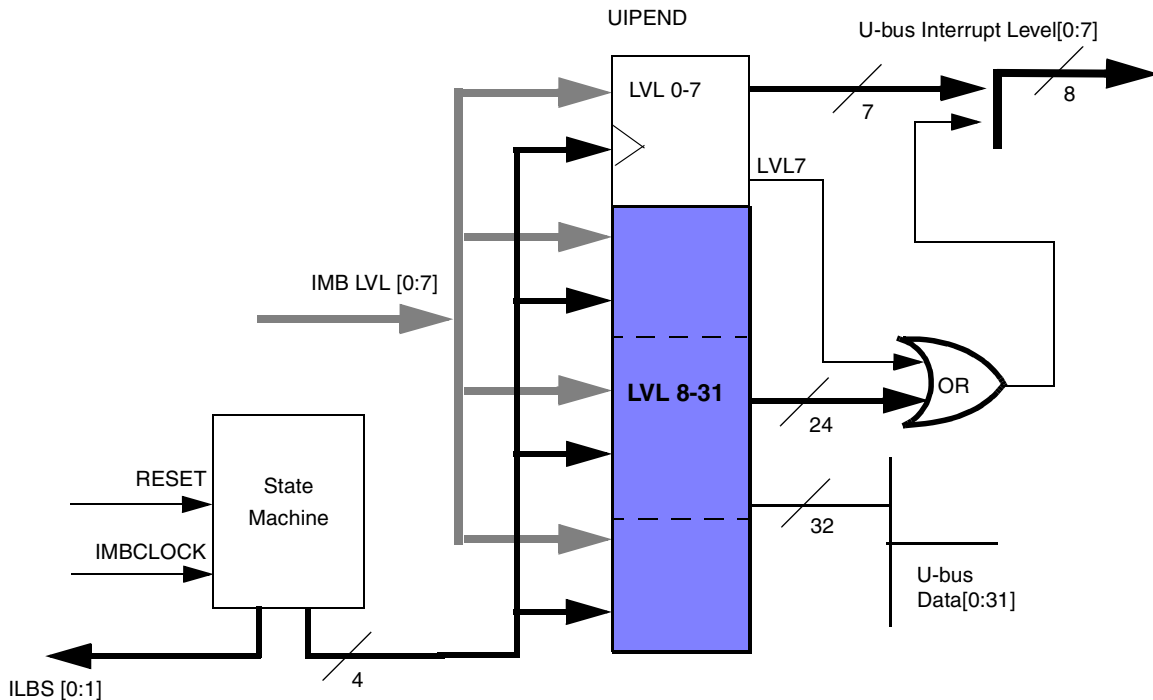 UIPEND
U-bus Interrupt Level[0:7]
LVL 0-7
7
8
LVL7
IMB LVL [0:7]
LVL 8-31
OR
24
RESET
State
Machine
32
IMBCLOCK
U-bus
Data[0:31]
4
ILBS [0:1]